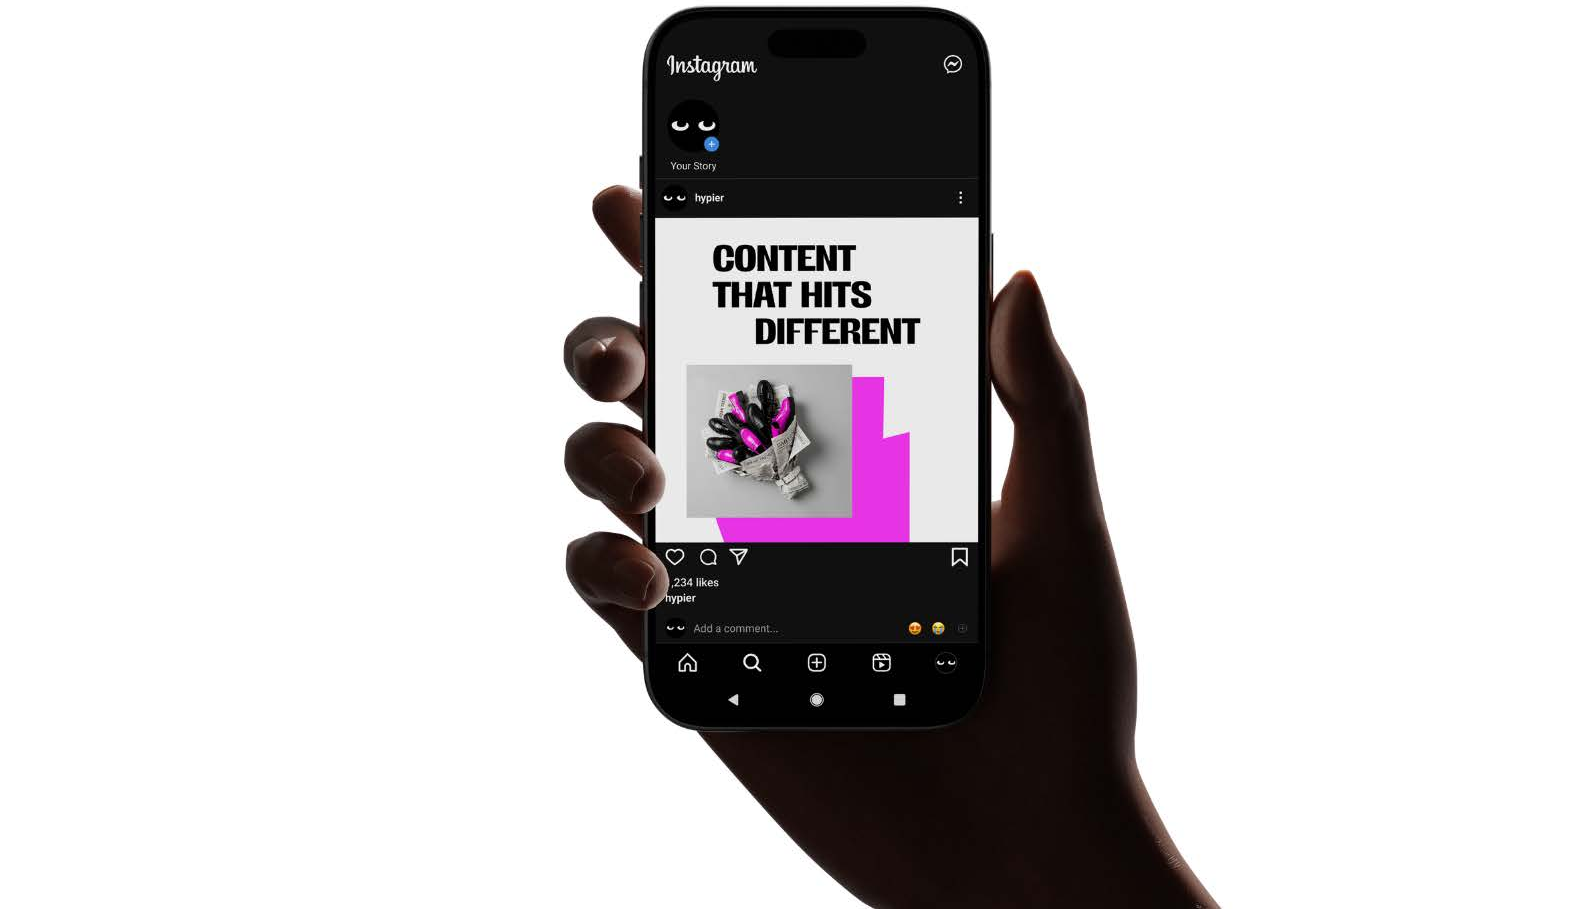 Instagram
Your Story
hypier
CONTENT
THAT HITS
DIFFERENT
,234 likes
hypier
Add a comment...